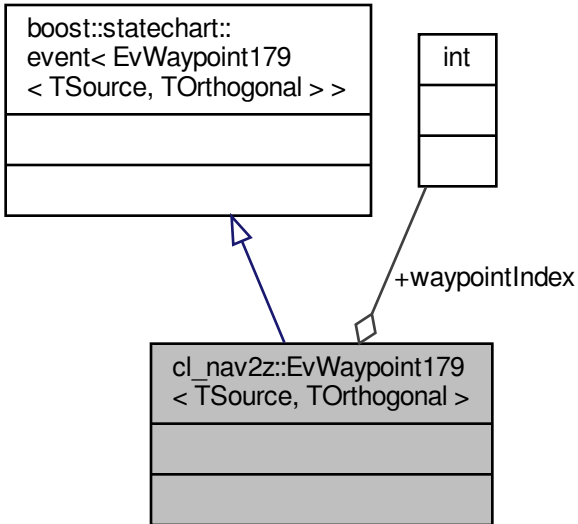 boost::statechart::
event< EvWaypoint179
< TSource, TOrthogonal > >
int
+waypointIndex
cl_nav2z::EvWaypoint179
< TSource, TOrthogonal >